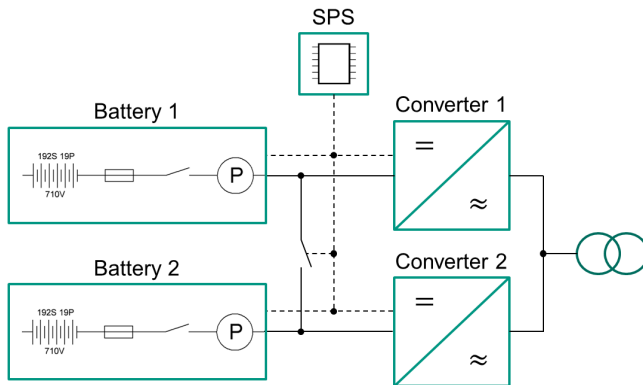 SPS
Battery 1
Converter 1
192S 19P
710V
P
=
≈
Battery 2
Converter 2
192S 19P
710V
P
=
≈